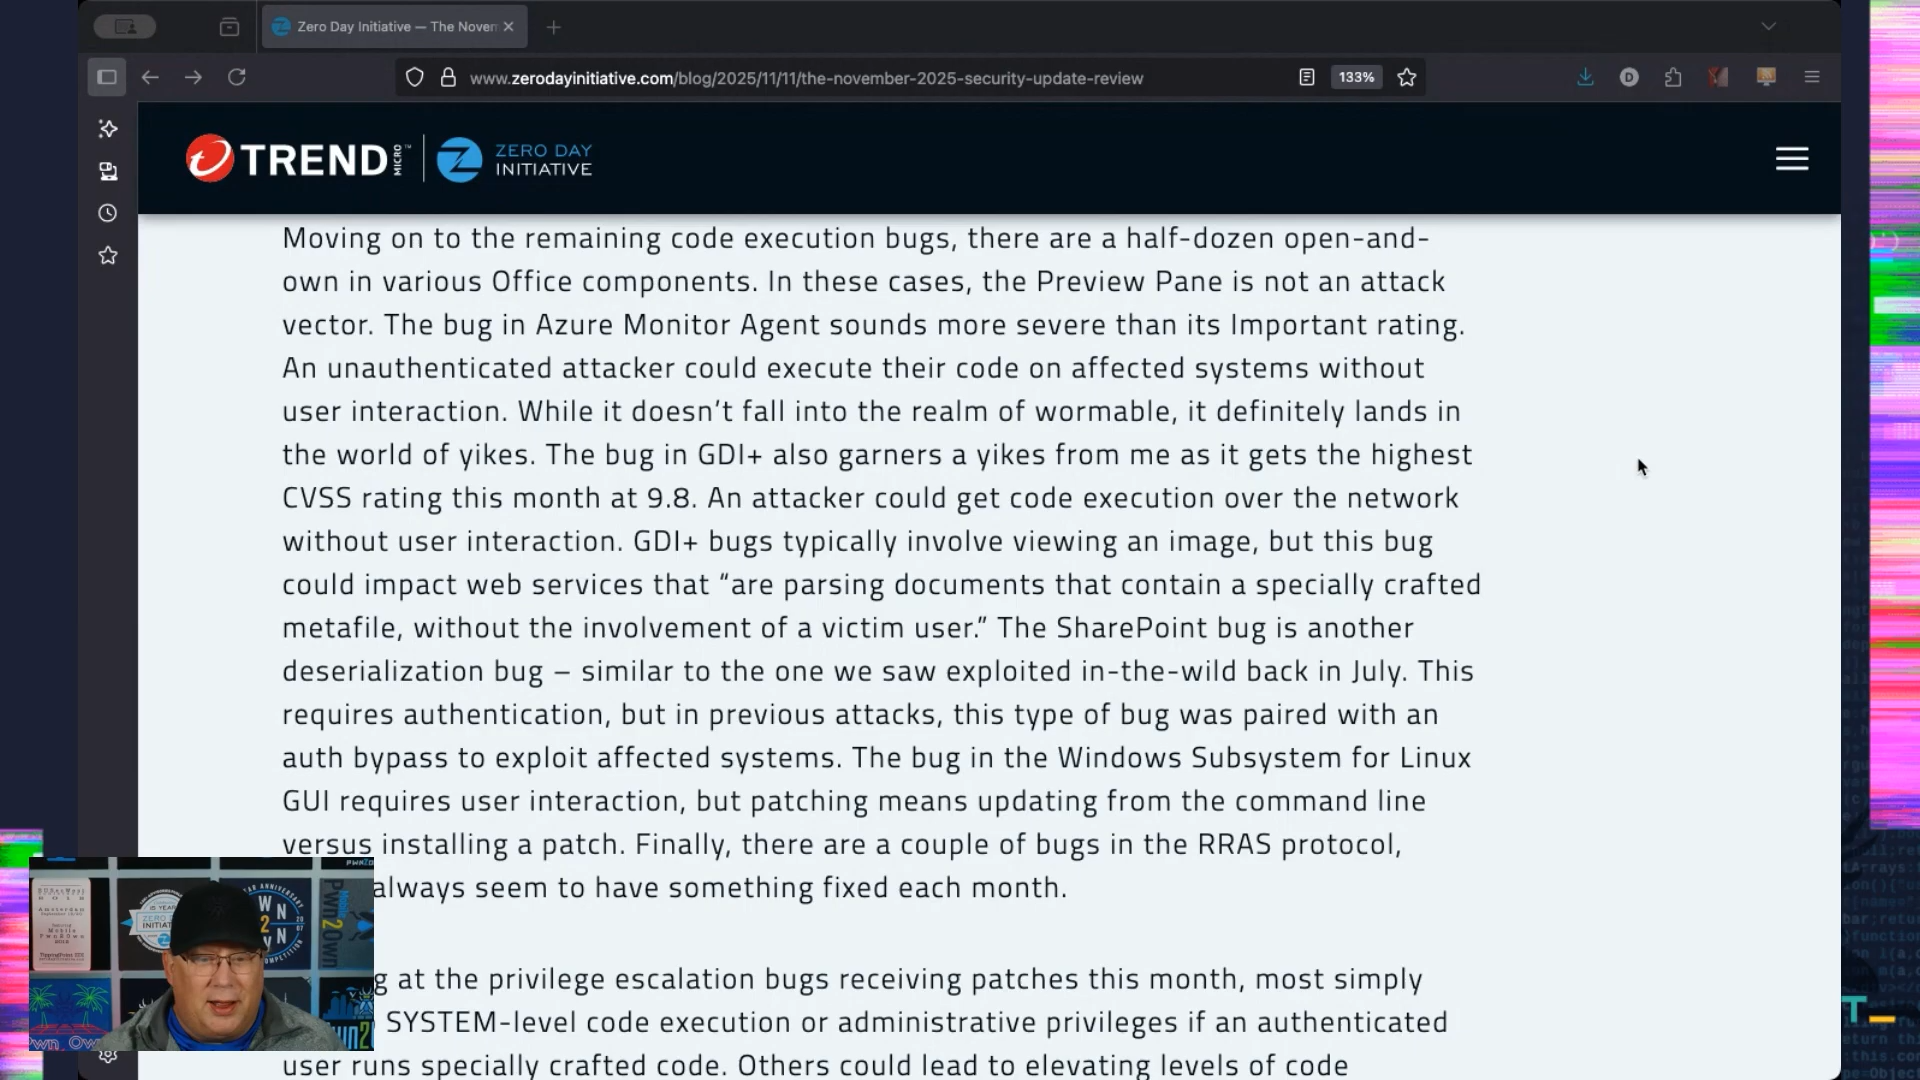 Zero Day Initiative — The Noven
www.zerodayinitiative.com/blog/2025/11/11/the-november-2025-security-update-review
133%
D
TREND MICRO™
ZERO DAY
INITIATIVE
Moving on to the remaining code execution bugs, there are a half-dozen open-and-
own in various Office components. In these cases, the Preview Pane is not an attack
vector. The bug in Azure Monitor Agent sounds more severe than its Important rating.
An unauthenticated attacker could execute their code on affected systems without
user interaction. While it doesn’t fall into the realm of wormable, it definitely lands in
the world of yikes. The bug in GDI+ also garners a yikes from me as it gets the highest
CVSS rating this month at 9.8. An attacker could get code execution over the network
without user interaction. GDI+ bugs typically involve viewing an image, but this bug
could impact web services that “are parsing documents that contain a specially crafted
metafile, without the involvement of a victim user.” The SharePoint bug is another
deserialization bug – similar to the one we saw exploited in-the-wild back in July. This
requires authentication, but in previous attacks, this type of bug was paired with an
auth bypass to exploit affected systems. The bug in the Windows Subsystem for Linux
GUI requires user interaction, but patching means updating from the command line
versus installing a patch. Finally, there are a couple of bugs in the RRAS protocol,
always seem to have something fixed each month.
g at the privilege escalation bugs receiving patches this month, most simply
SYSTEM-level code execution or administrative privileges if an authenticated
user runs specially crafted code. Others could lead to elevating levels of code
T_